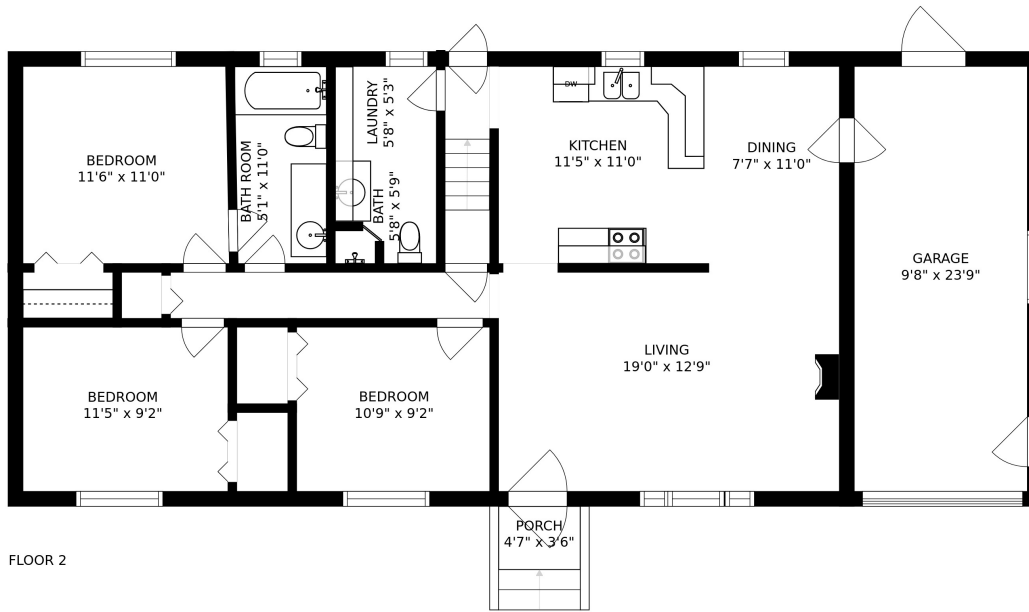 BEDROOM
11'6" x 11'0"
BATH ROOM
5'1" x 11'0"
LAUNDRY
5'8" x 5'3"
BATH
5'8" x 5'9"
DW
KITCHEN
11'5" x 11'0"
DINING
7'7" x 11'0"
GARAGE
9'8" x 23'9"
LIVING
19'0" x 12'9"
BEDROOM
11'5" x 9'2"
BEDROOM
10'9" x 9'2"
PORCH
4'7" x 3'6"
FLOOR 2